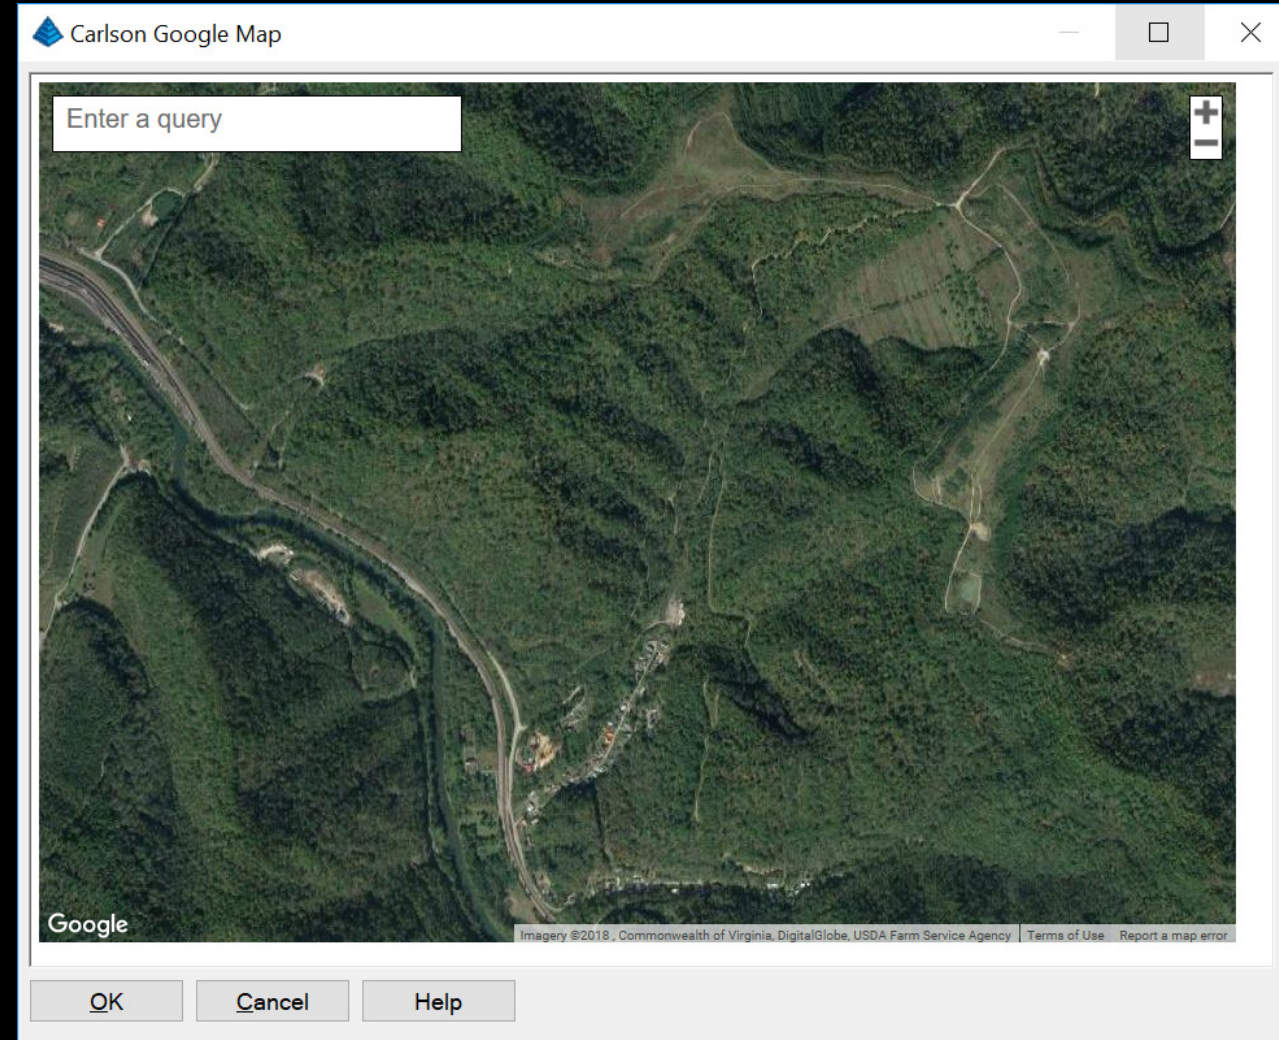 Carlson Google Map
Enter a query
Google
Imagery ©2018 , Commonwealth of Virginia, DigitalGlobe, USDA Farm Service Agency
Terms of Use
Report a map error
OK
Cancel
Help